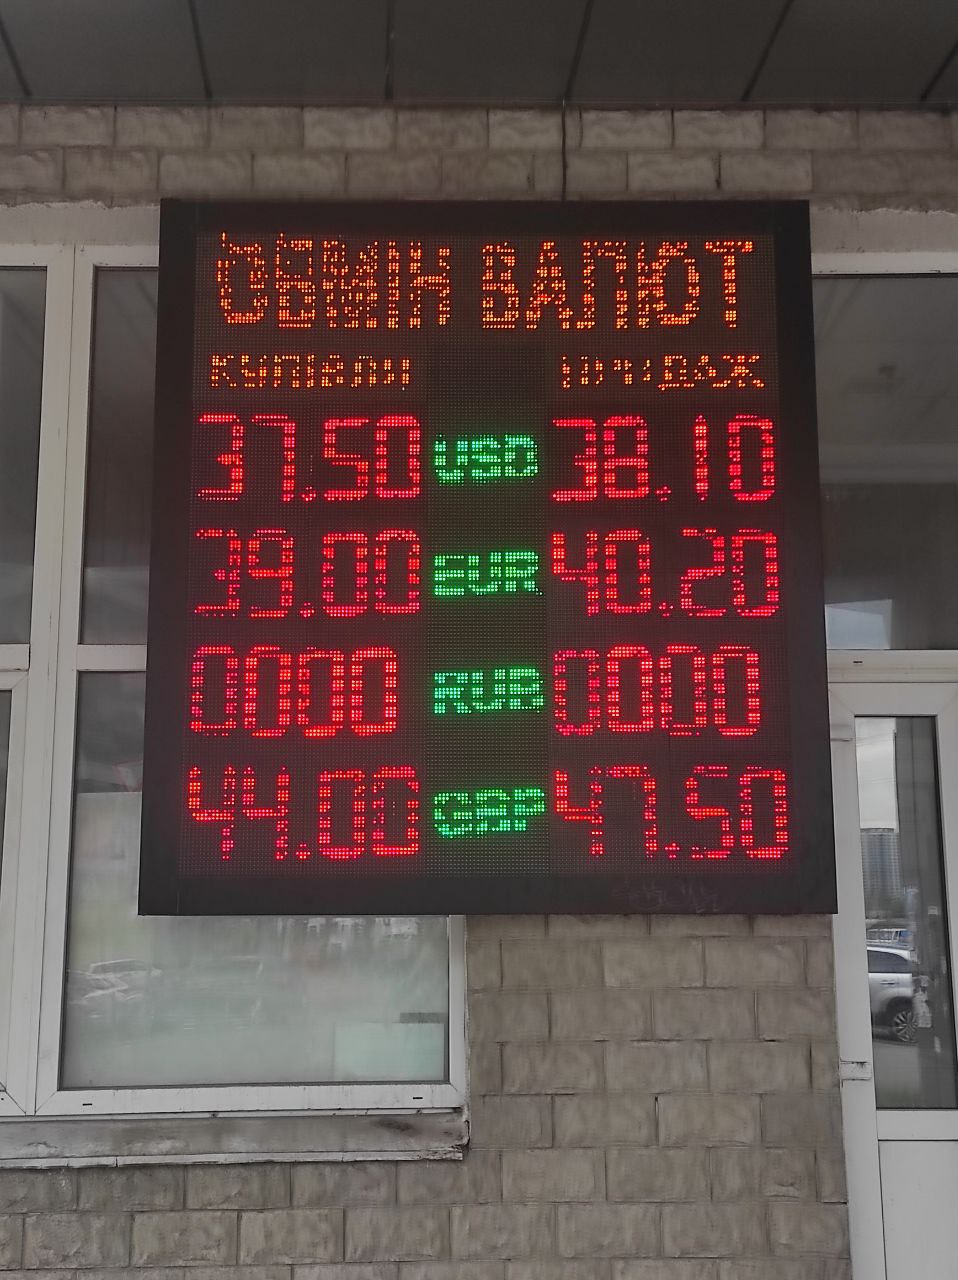 ОБМІН ВАЛЮТ
КУПІВЛЯ ПРОДАЖ
37.50 USD 38.10
39.00 EUR 40.20
0000 RUB 0000
44.00 GBP 47.50